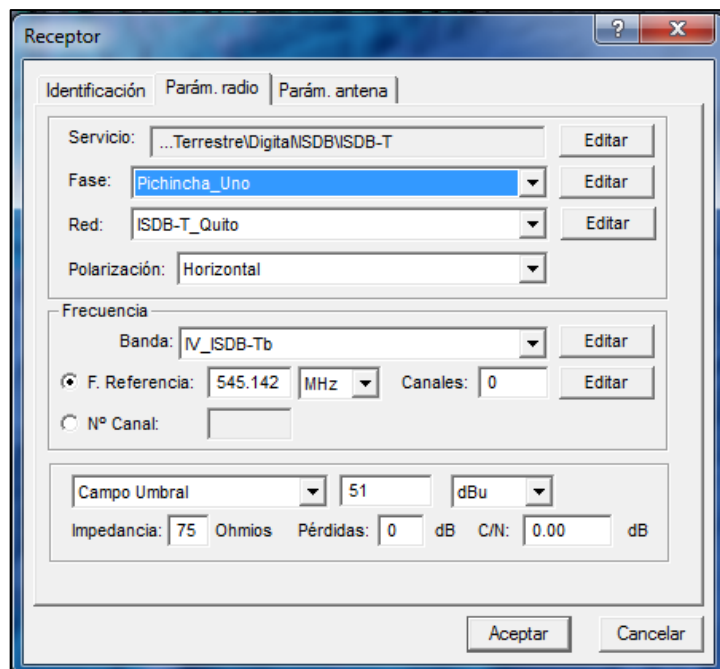 Receptor ? X
Identificación Parám. radio Parám. antena
Servicio: ...Terrestre\Digital\ISDB\ISDB-T Editar
Fase: Pichincha_Uno Editar
Red: ISDB-T_Quito Editar
Polarización: Horizontal
Frecuencia
Banda: IV_ISDB-Tb Editar
F. Referencia: 545.142 MHz Canales: 0 Editar
Nº Canal:
Campo Umbral 51 dBu
Impedancia: 75 Ohmios Pérdidas: 0 dB C/N: 0.00 dB
Aceptar Cancelar